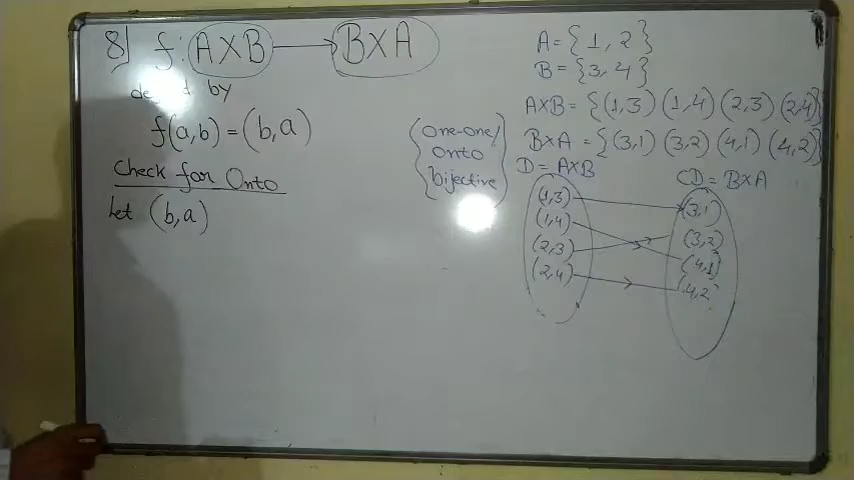 8) f: A×B → B×A
by
f(a,b) = (b,a)
Check for Onto
Let (b,a)
{one-one/
onto
bijective}
A = {1, 2}
B = {3, 4}
A×B = {(1,3) (1,4) (2,3) (2,4)}
B×A = {(3,1) (3,2) (4,1) (4,2)}
D = A×B
CD = B×A
(1,3)
(1,4)
(2,3)
(2,4)
(3,1)
(3,2)
(4,1)
(4,2)